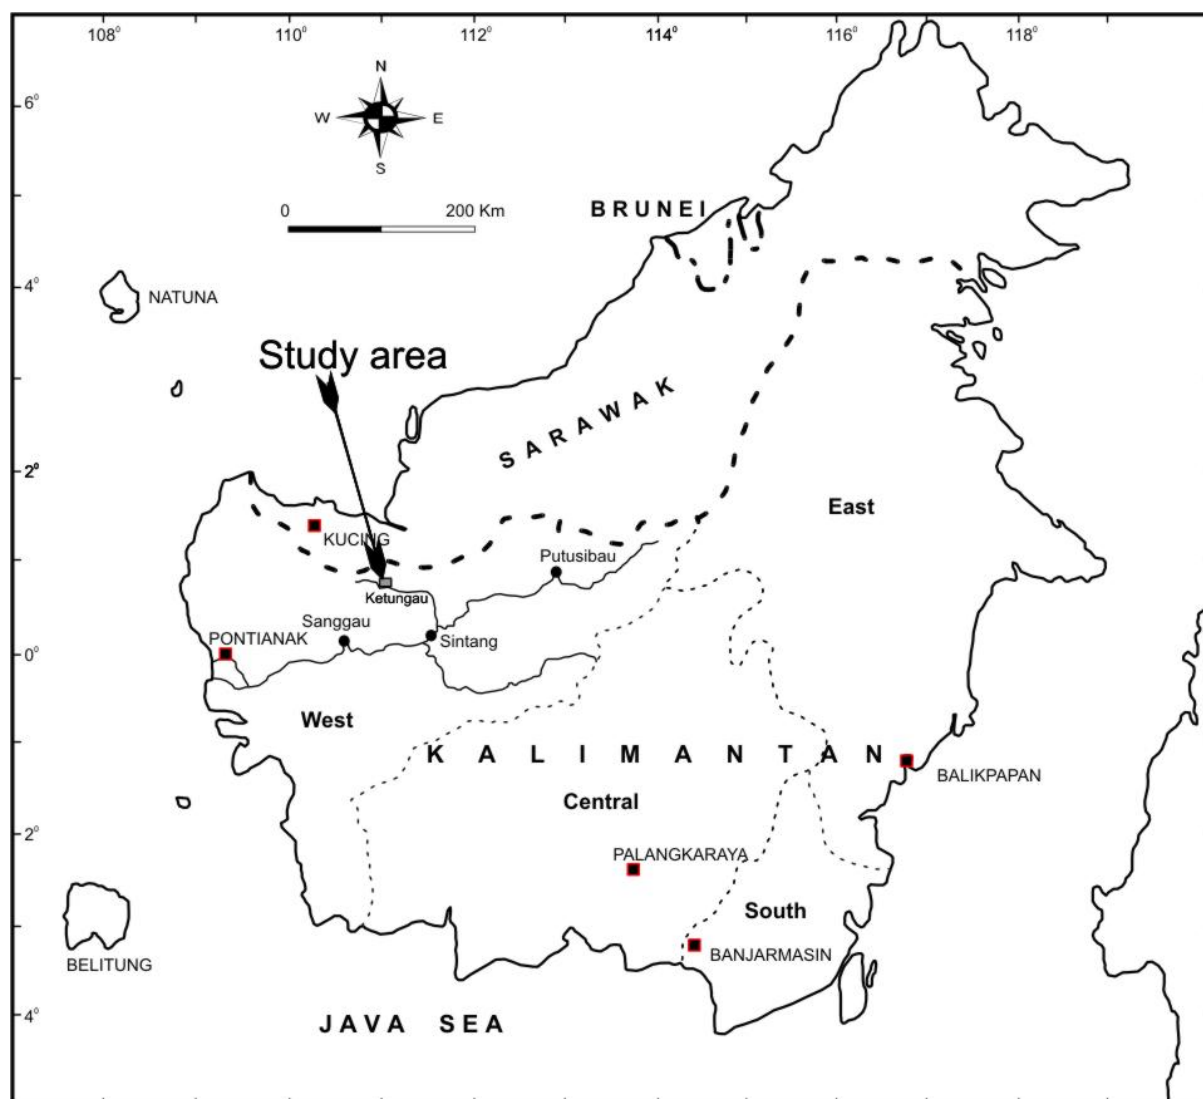 108° 110° 112° 114° 116° 118°
N
6°
W E
S
0 200 Km
BRUNEI
4°
NATUNA
Study area
SARAWAK
2°
East
KUCING
Putusibau
Ketungau
Sanggau
PONTIANAK
Sintang
0°
West
KALIMANTAN
BALIKPAPAN
Central
2°
PALANGKARAYA
South
BANJARMASIN
BELITUNG
4°
JAVA SEA